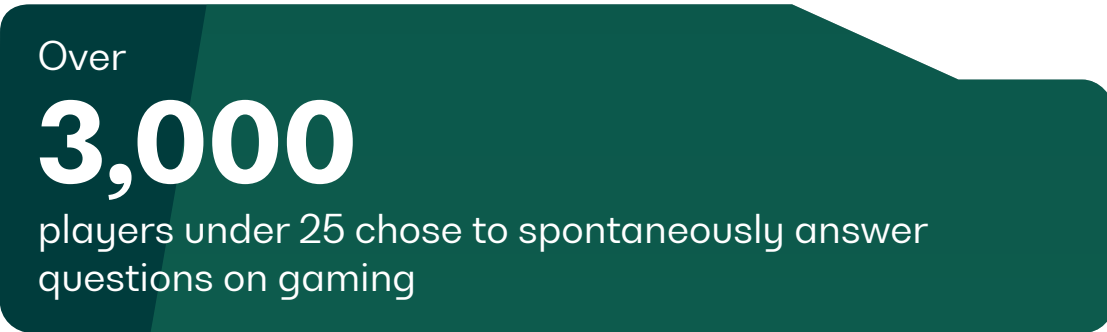 Over
3,000
players under 25 chose to spontaneously answer
questions on gaming